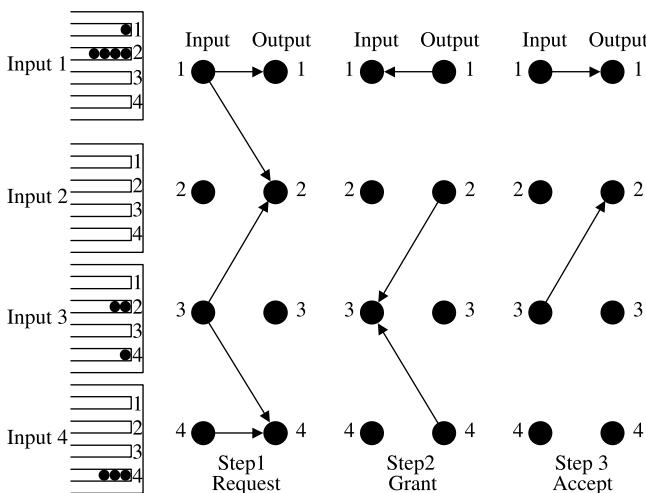 Input 1
1
2
3
4
Input 2
1
2
3
4
Input 3
1
2
3
4
Input 4
1
2
3
4
Input Output
1 1
2 2
3 3
4 4
Step1
Request
Input Output
1 1
2 2
3 3
4 4
Step2
Grant
Input Output
1 1
2 2
3 3
4 4
Step 3
Accept